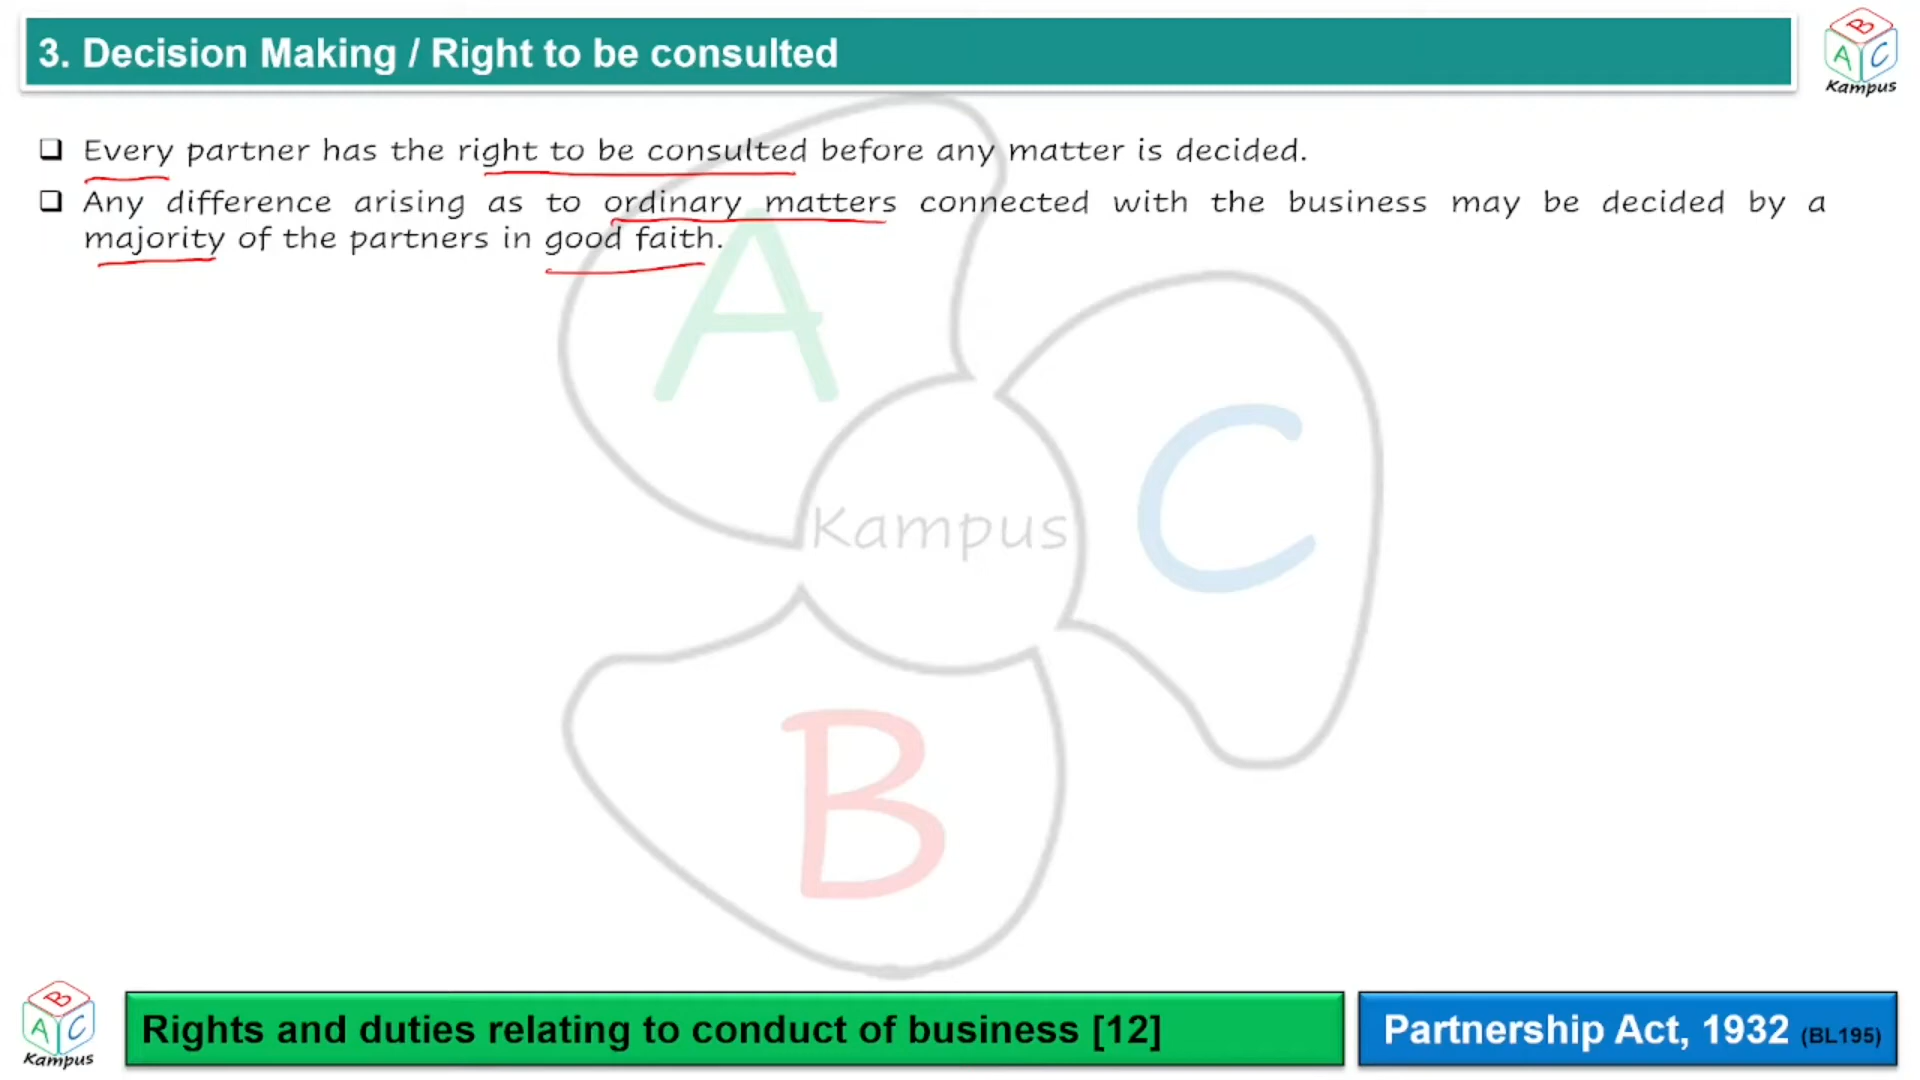 3. Decision Making / Right to be consulted
B
A C
Kampus
❑ Every partner has the right to be consulted before any matter is decided.
❑ Any difference arising as to ordinary matters connected with the business may be decided by a
majority of the partners in good faith.
A
C
Kampus
B
B
A C
Kampus
Rights and duties relating to conduct of business [12]
Partnership Act, 1932 (BL195)